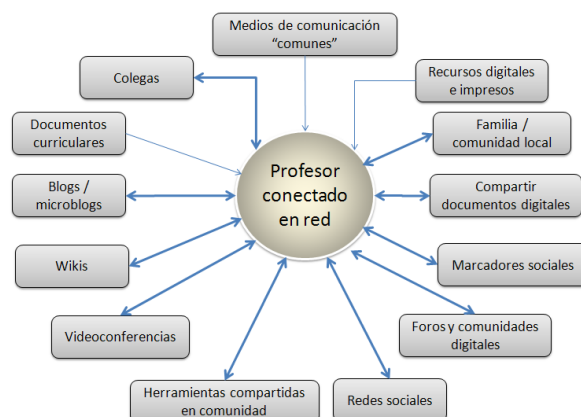 Medios de comunicación
“comunes”
Colegas
Recursos digitales
e impresos
Documentos
curriculares
Familia /
comunidad local
Profesor
conectado
en red
Blogs /
microblogs
Compartir
documentos digitales
Wikis
Marcadores sociales
Videoconferencias
Foros y comunidades
digitales
Herramientas compartidas
en comunidad
Redes sociales